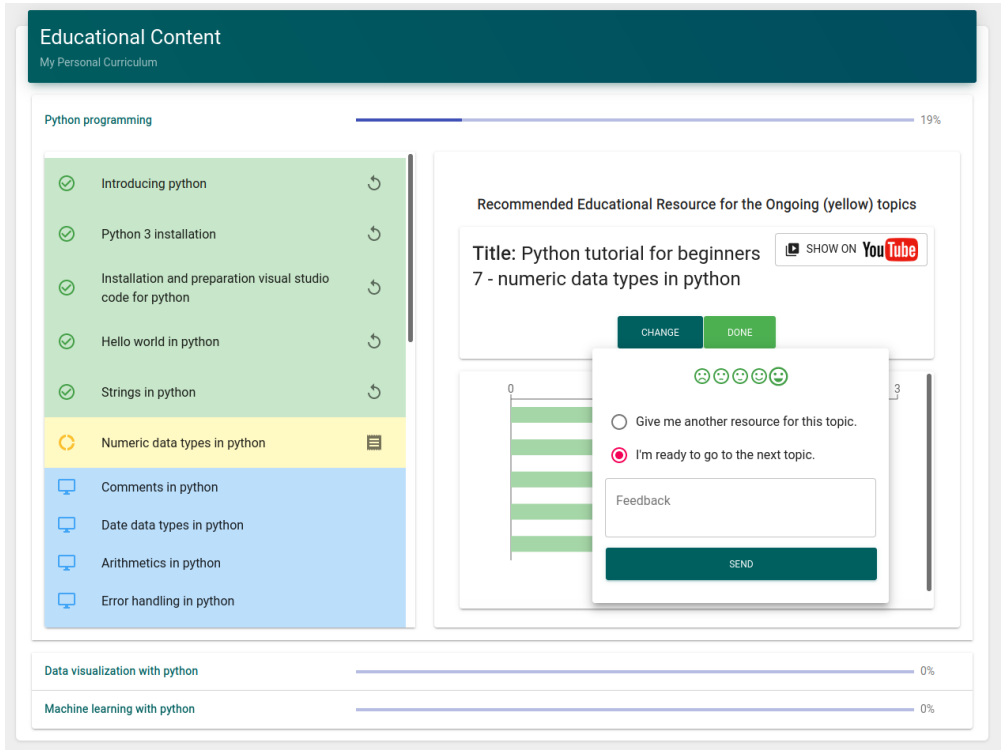 Educational Content
My Personal Curriculum
Python programming
19%
Introducing python
Python 3 installation
Installation and preparation visual studio
code for python
Hello world in python
Strings in python
Numeric data types in python
Comments in python
Date data types in python
Arithmetics in python
Error handling in python
Recommended Educational Resource for the Ongoing (yellow) topics
Title: Python tutorial for beginners
7 - numeric data types in python
SHOW ON YouTube
CHANGE
DONE
0
3
Give me another resource for this topic.
I'm ready to go to the next topic.
Feedback
SEND
Data visualization with python
0%
Machine learning with python
0%